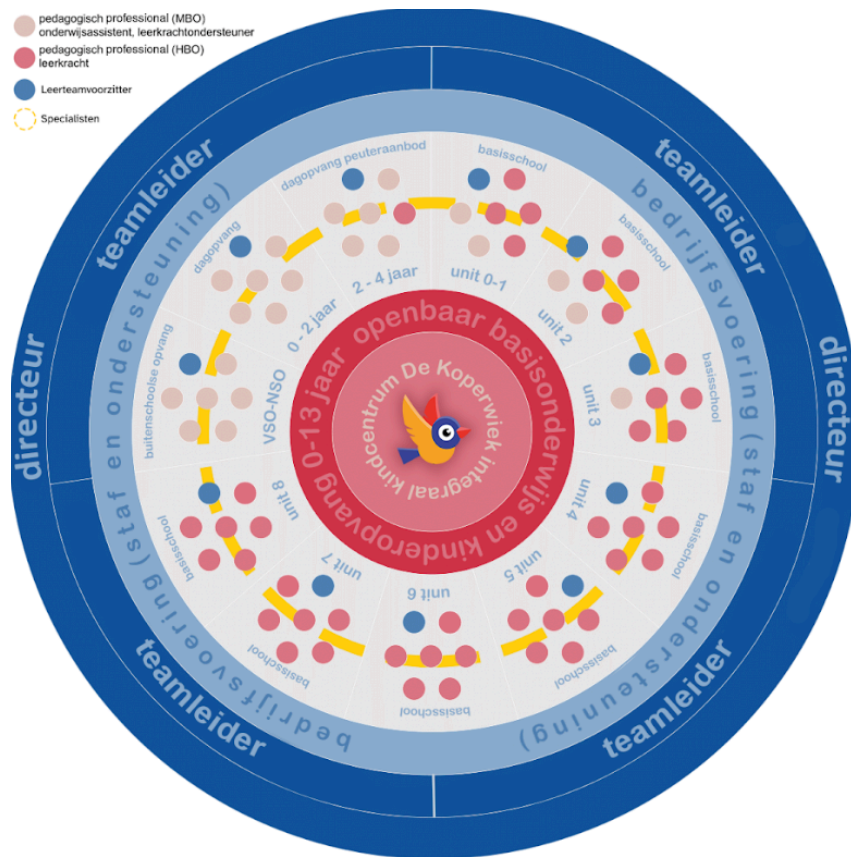 pedagogisch professional (MBO)
onderwijsassistent, leerkrachtondersteuner
pedagogisch professional (HBO)
leerkracht
Leerteamvoorzitter
Specialisten
directeur
directeur
teamleider
teamleider
teamleider
teamleider
bedrijfsvoering (staf en ondersteuning)
bedrijfsvoering (staf en ondersteuning)
dagopvang peuteraanbod
2 - 4 jaar
basisschool
unit 0-1
basisschool
unit 2
basisschool
unit 3
basisschool
unit 4
basisschool
unit 5
basisschool
unit 6
basisschool
unit 7
basisschool
unit 8
buitenschoolse opvang
VSO-NSO
dagopvang
0 - 2 jaar
openbaar basisonderwijs en kinderopvang 0-13 jaar
De Koperwiek integraal kindcentrum